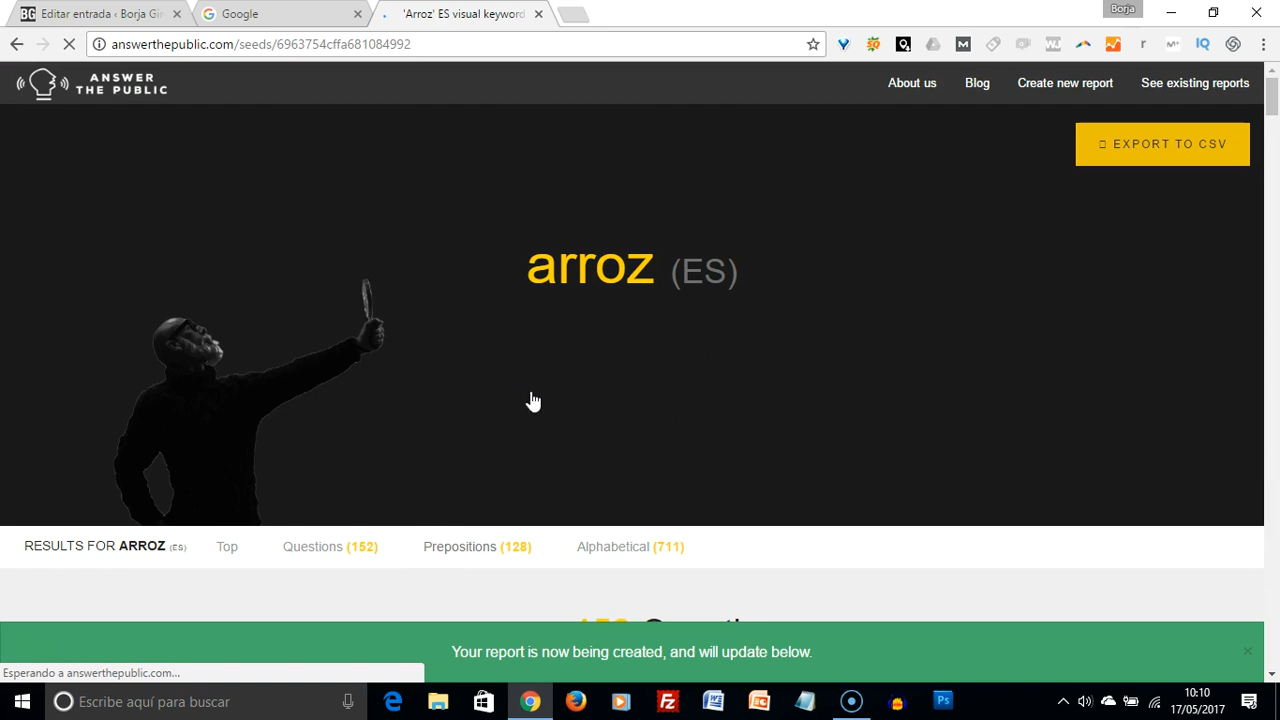 BG Editar entrada ‹ Borja Gir
Google
'Arroz' ES visual keyword
Borja
answerthepublic.com/seeds/6963754cffa681084992
ANSWER
THE PUBLIC
About us
Blog
Create new report
See existing reports
EXPORT TO CSV
arroz (ES)
RESULTS FOR ARROZ (ES)
Top
Questions (152)
Prepositions (128)
Alphabetical (711)
Your report is now being created, and will update below.
Esperando a answerthepublic.com...
Escribe aquí para buscar
10:10
17/05/2017